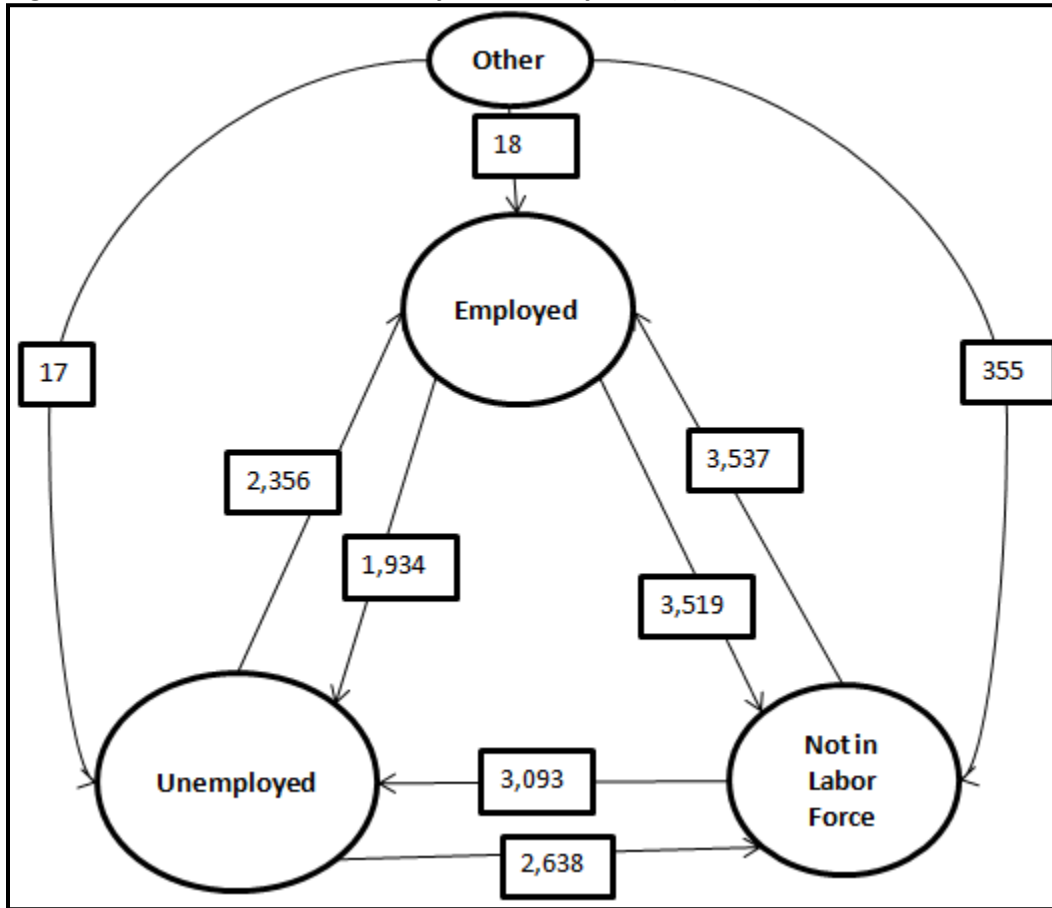 Other
18
Employed
17
355
2,356
3,537
1,934
3,519
Unemployed
3,093
Not in
Labor
Force
2,638